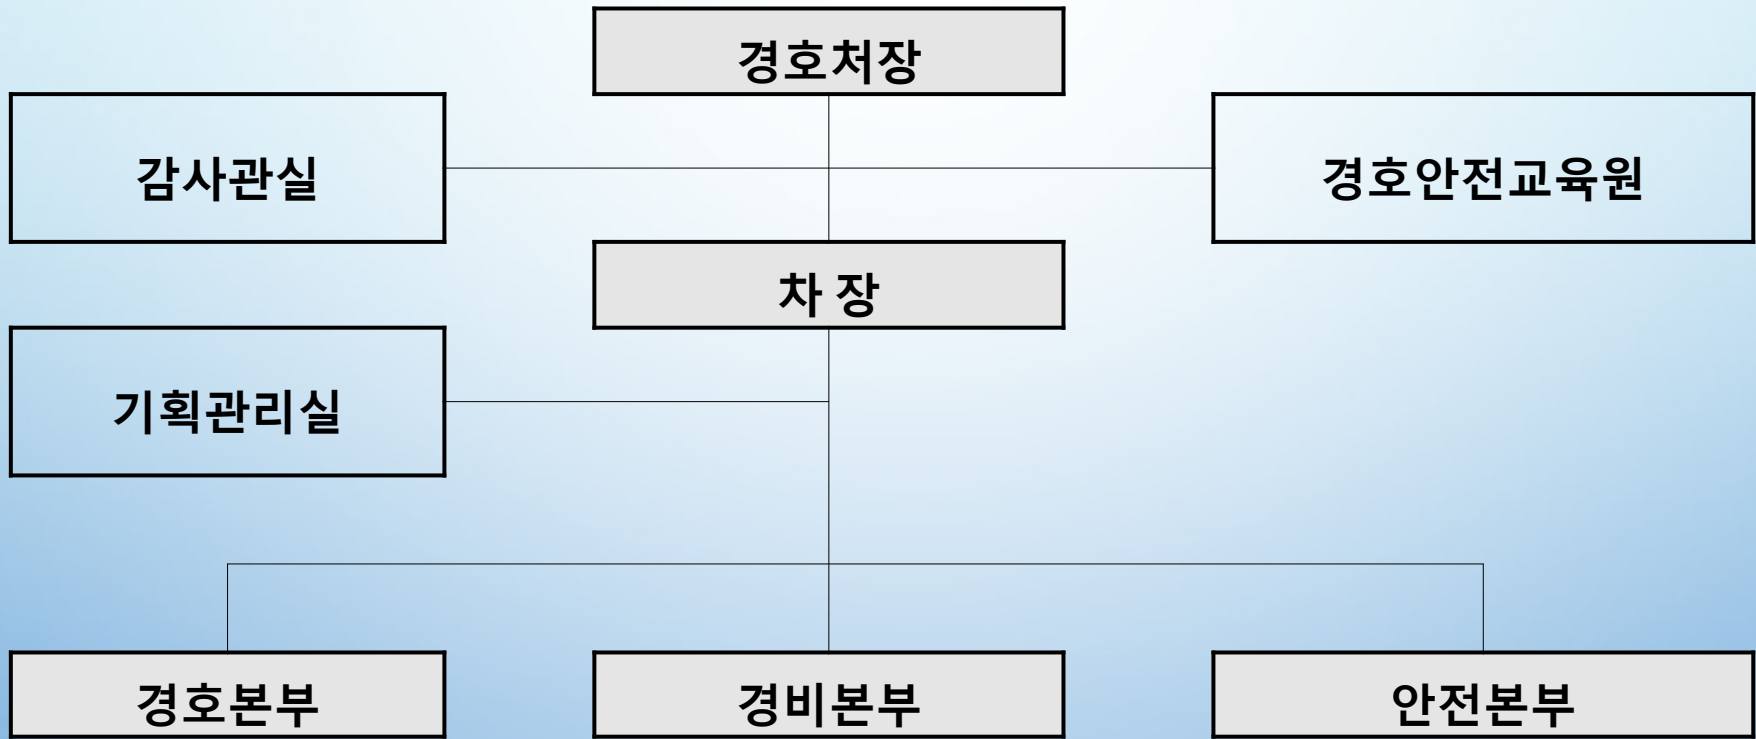 경호처장
감사관실
경호안전교육원
차 장
기획관리실
경호본부
경비본부
안전본부